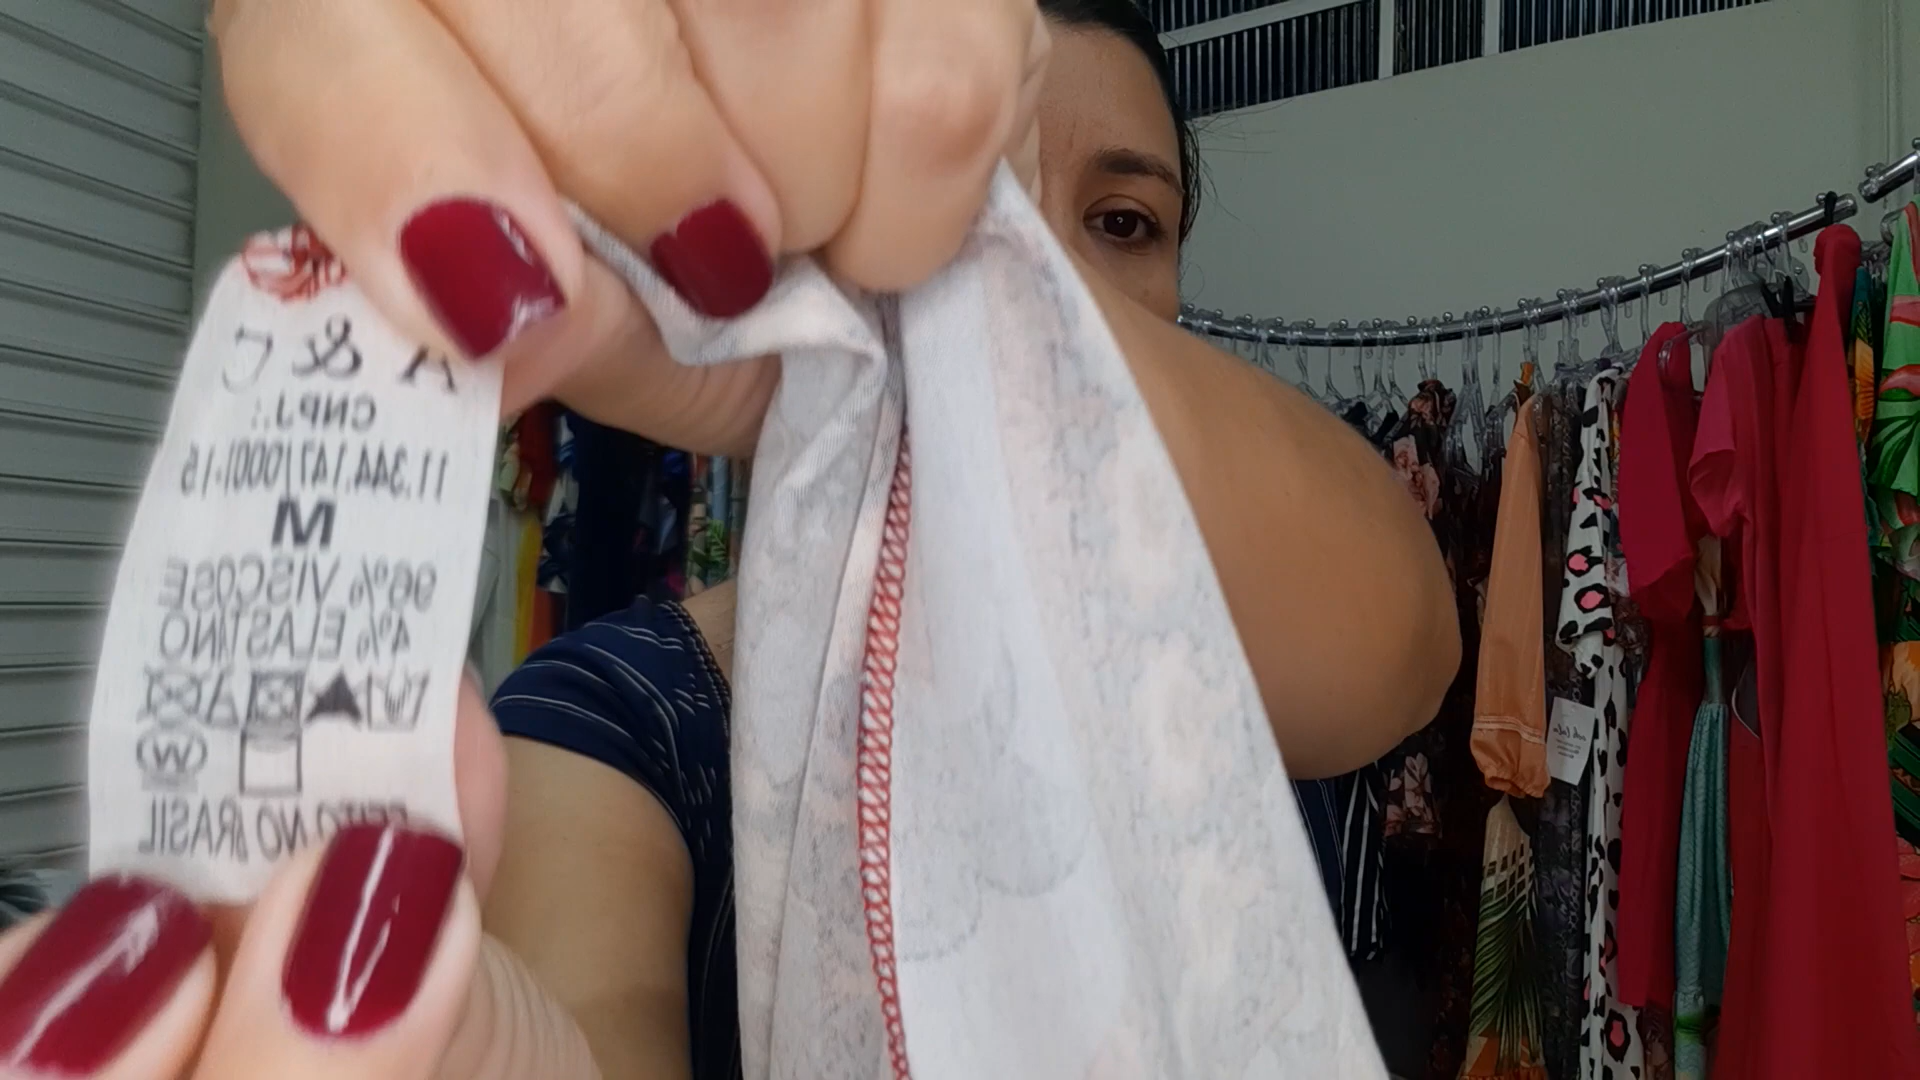 A & J
CNPJ.:
11.344.147/0001-15
M
96% VISCOSE
4% ELASTANO
A
W
FEITO NO BRASIL